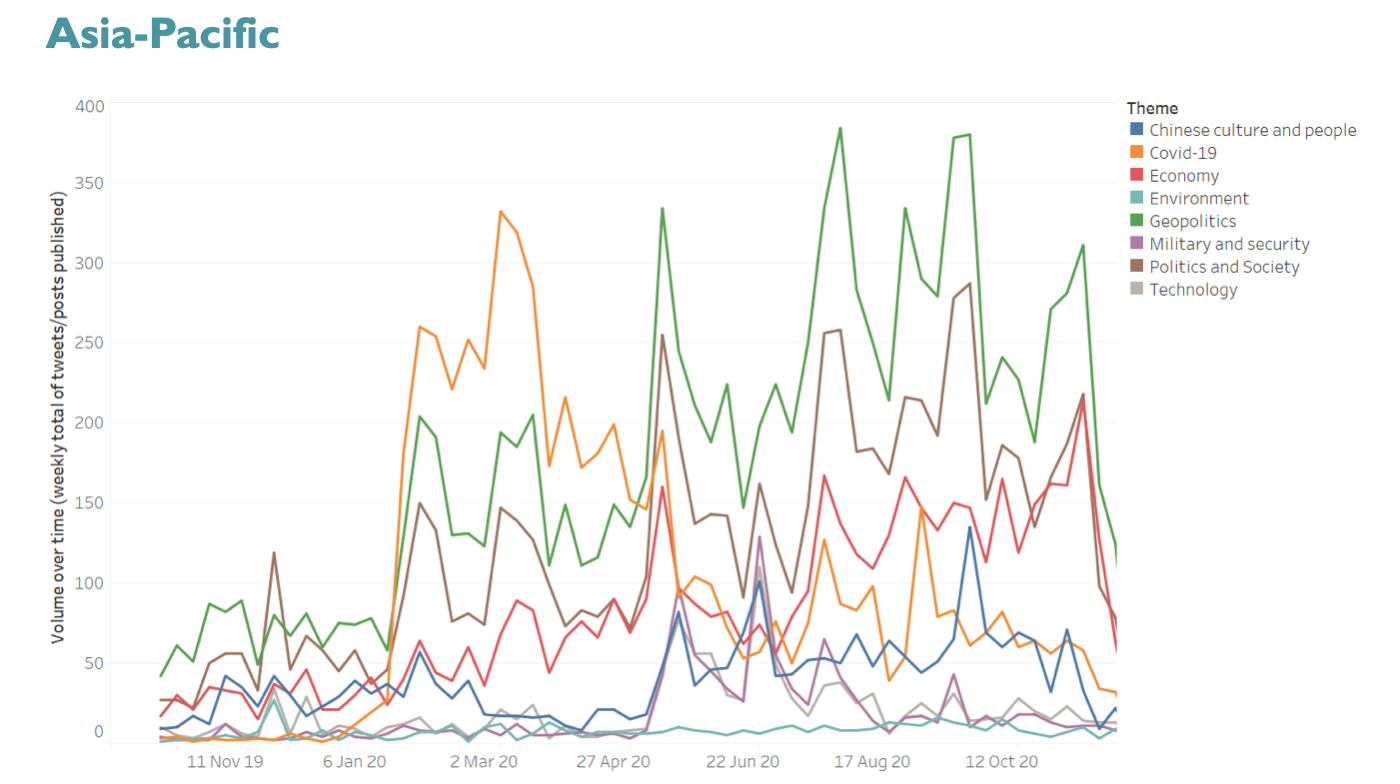 Asia-Pacific
Volume over time (weekly total of tweets/posts published)
400
350
300
250
200
150
100
50
0
11 Nov 19
6 Jan 20
2 Mar 20
27 Apr 20
22 Jun 20
17 Aug 20
12 Oct 20
Theme
Chinese culture and people
Covid-19
Economy
Environment
Geopolitics
Military and security
Politics and Society
Technology